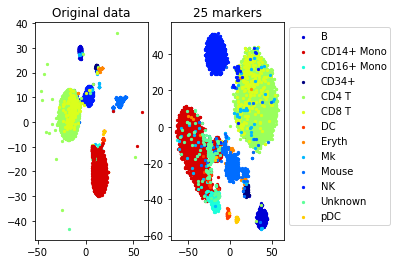 Original data
25 markers
40
30
20
10
0
−10
−20
−30
−40
−50
0
50
40
20
0
−20
−40
−60
−50
0
50
B
CD14+ Mono
CD16+ Mono
CD34+
CD4 T
CD8 T
DC
Eryth
Mk
Mouse
NK
Unknown
pDC